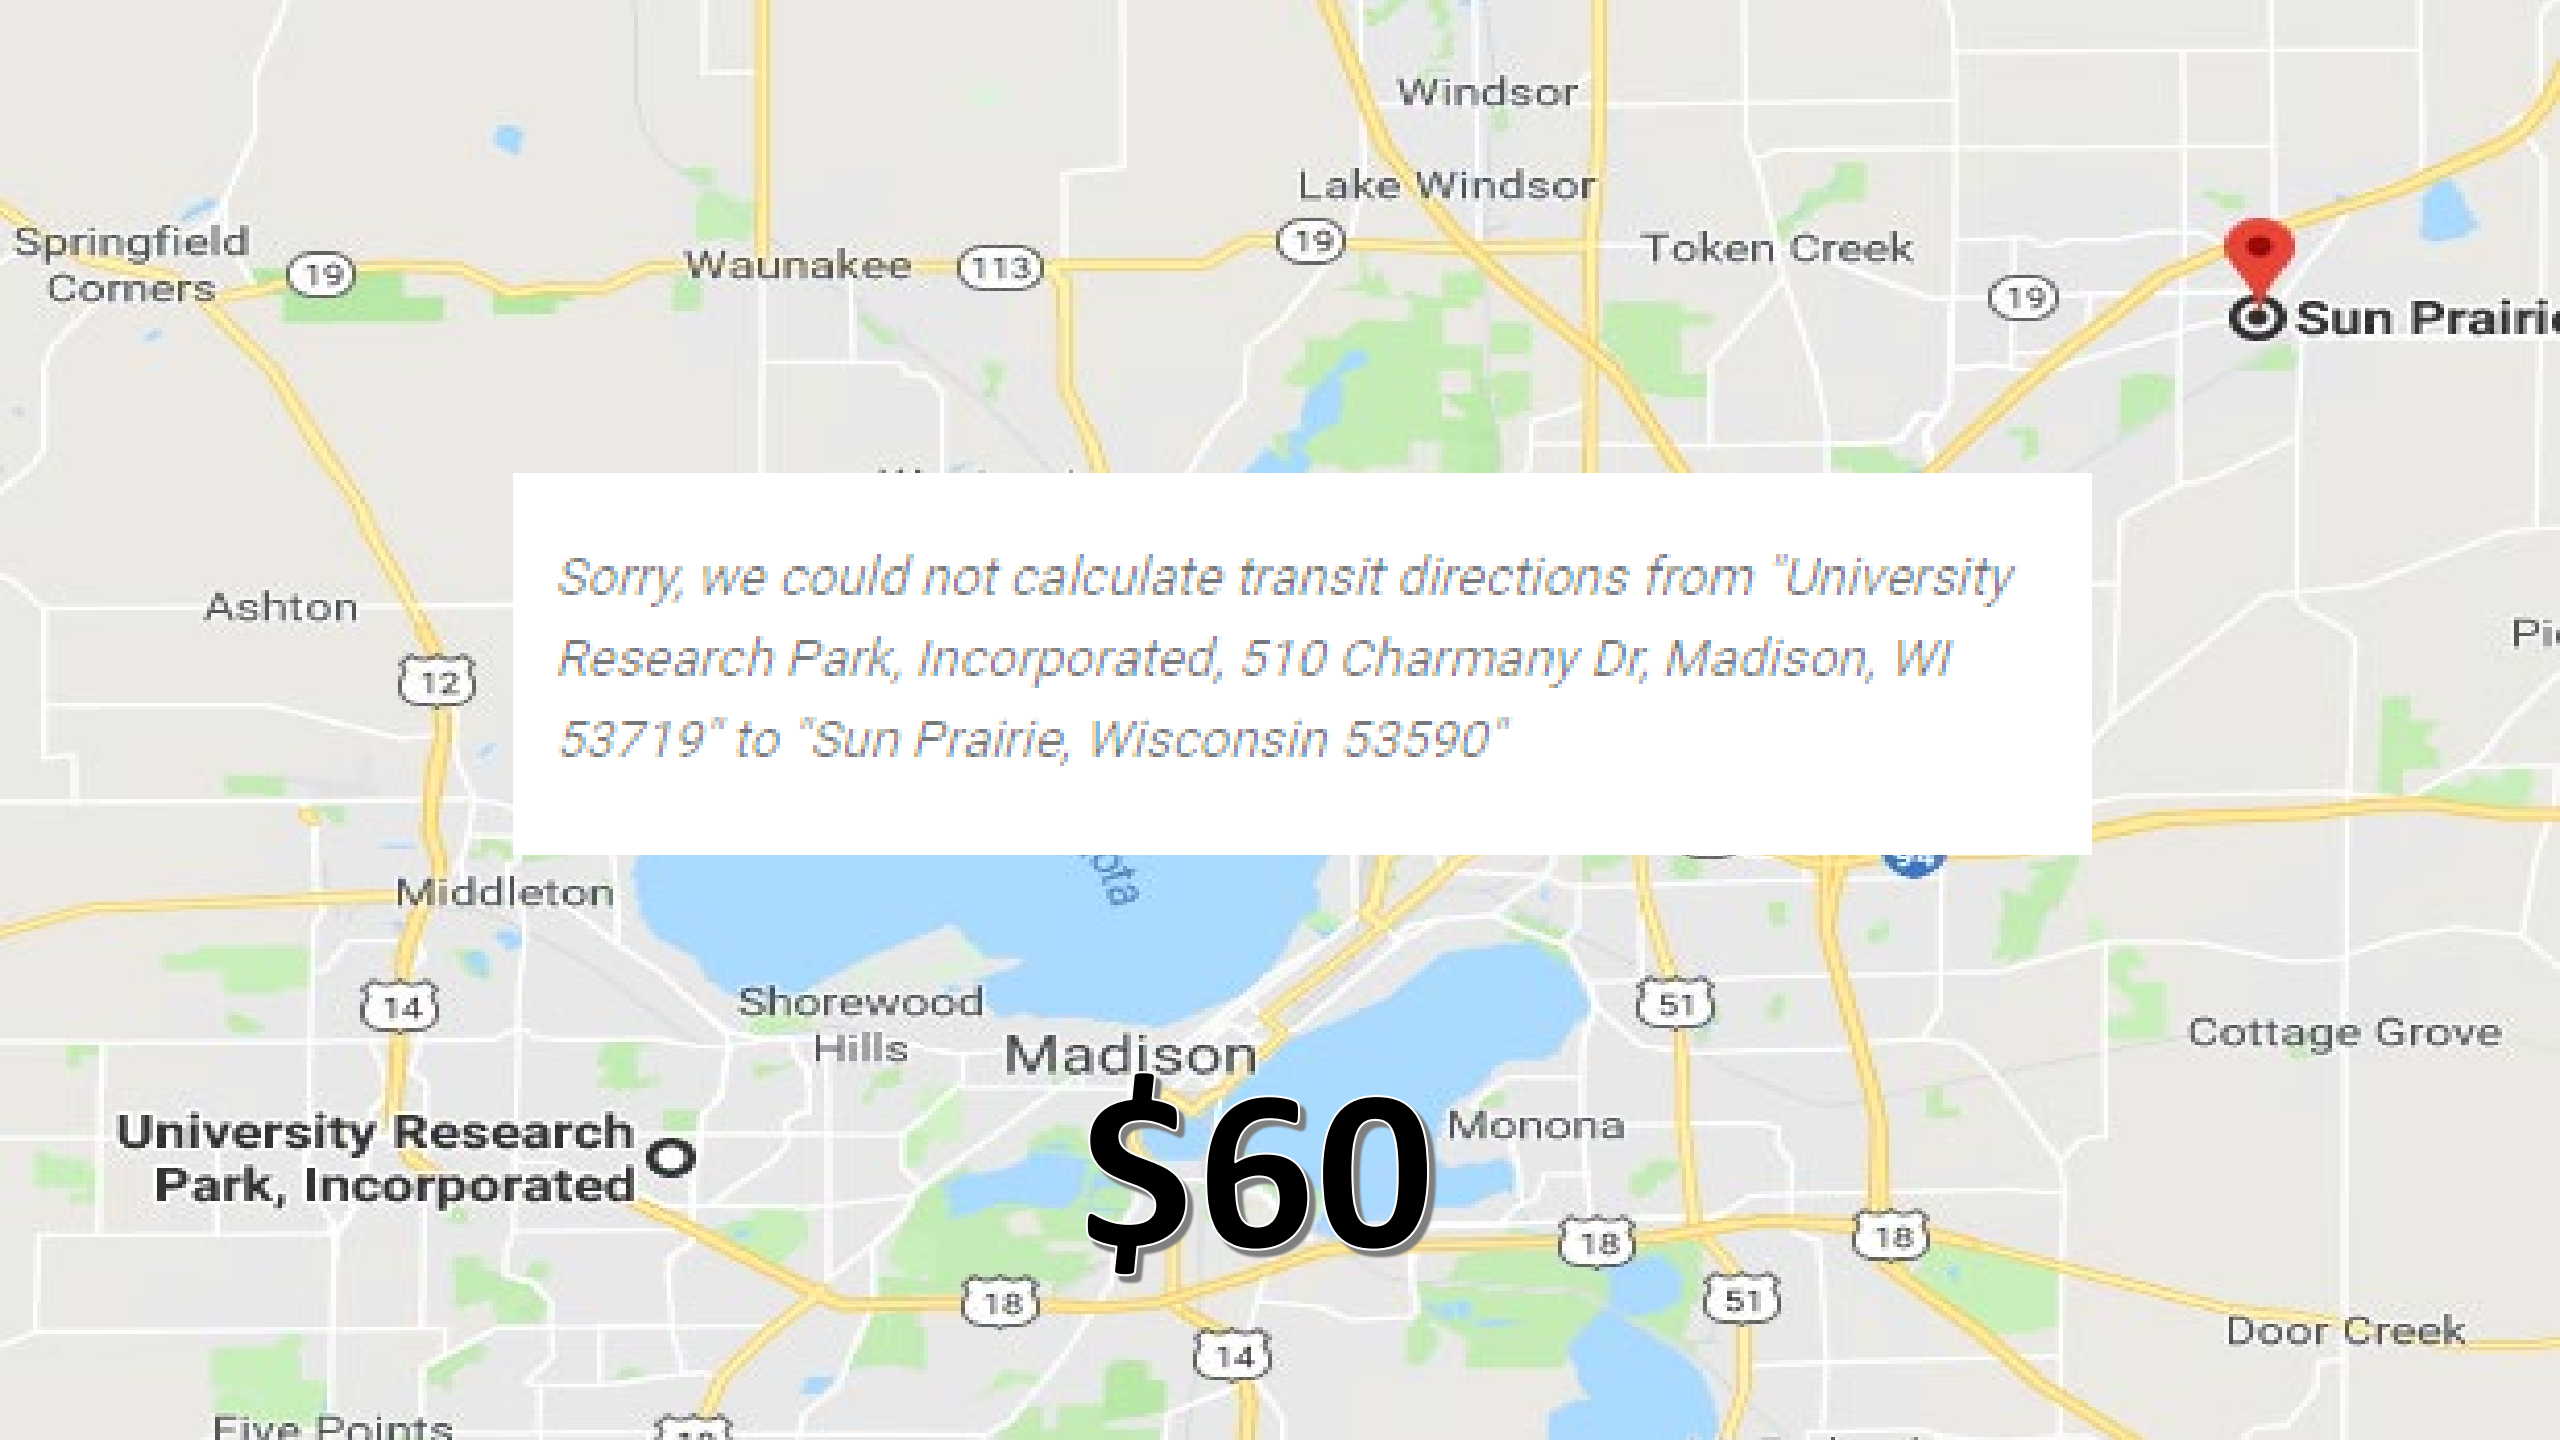 Windsor
Lake Windsor
Springfield
Corners
19
Waunakee
113
19
Token Creek
19
Sun
Sorry, we could not calculate transit directions from "University
Research Park, Incorporated, 510 Charmany Dr, Madison, WI
53719" to "Sun Prairie, Wisconsin 53590"
Ashton
12
Middleton
14
Shorewood
Hills
Madison
51
Cottage Grove
University Research
Park, Incorporated
$60
Monona
18
18
18
51
14
Door Creek
Five Points